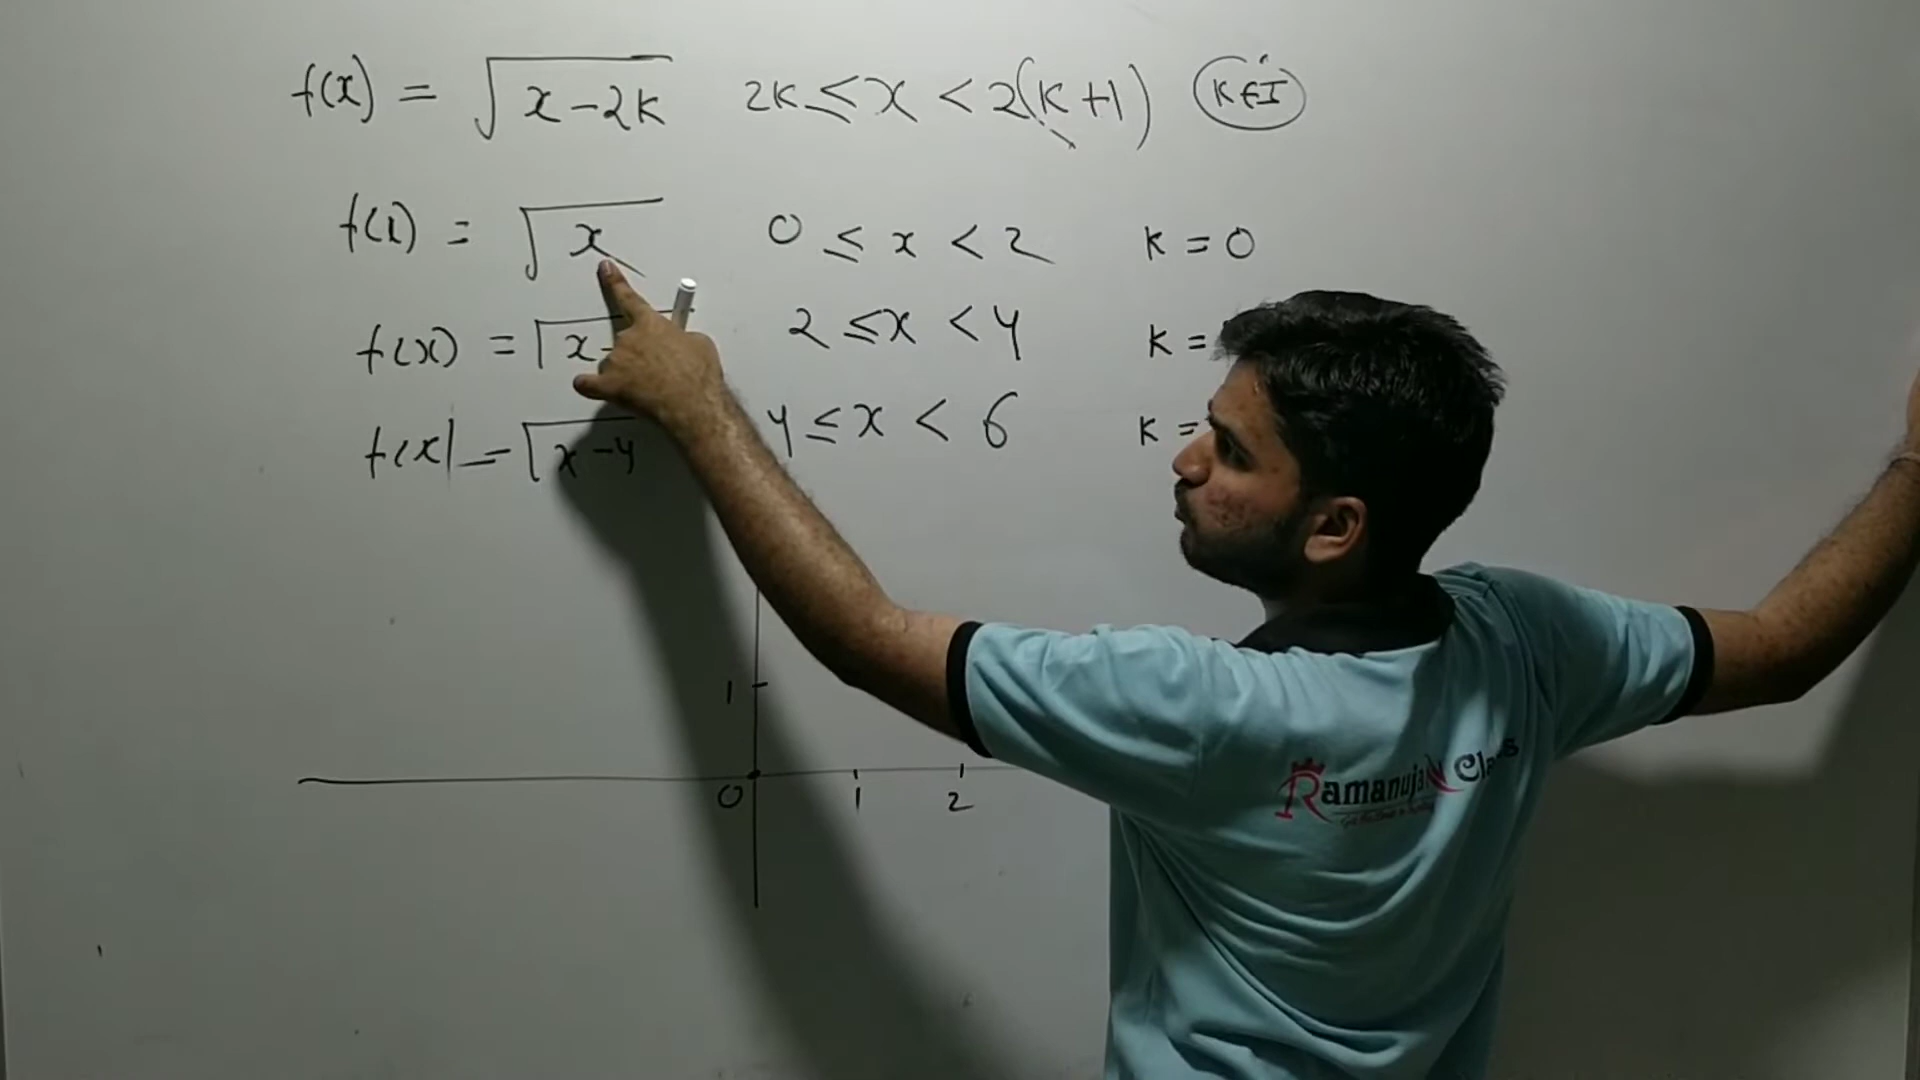 f(x) = √(x-2k) 2k ≤ x < 2(k+1) (k∈I)
f(x) = √x 0 ≤ x < 2 k = 0
f(x) = √x- 2 ≤ x < 4 k =
f(x) = √(x-4) 4 ≤ x < 6 k =
1
0 1 2
Ramanujan Classes